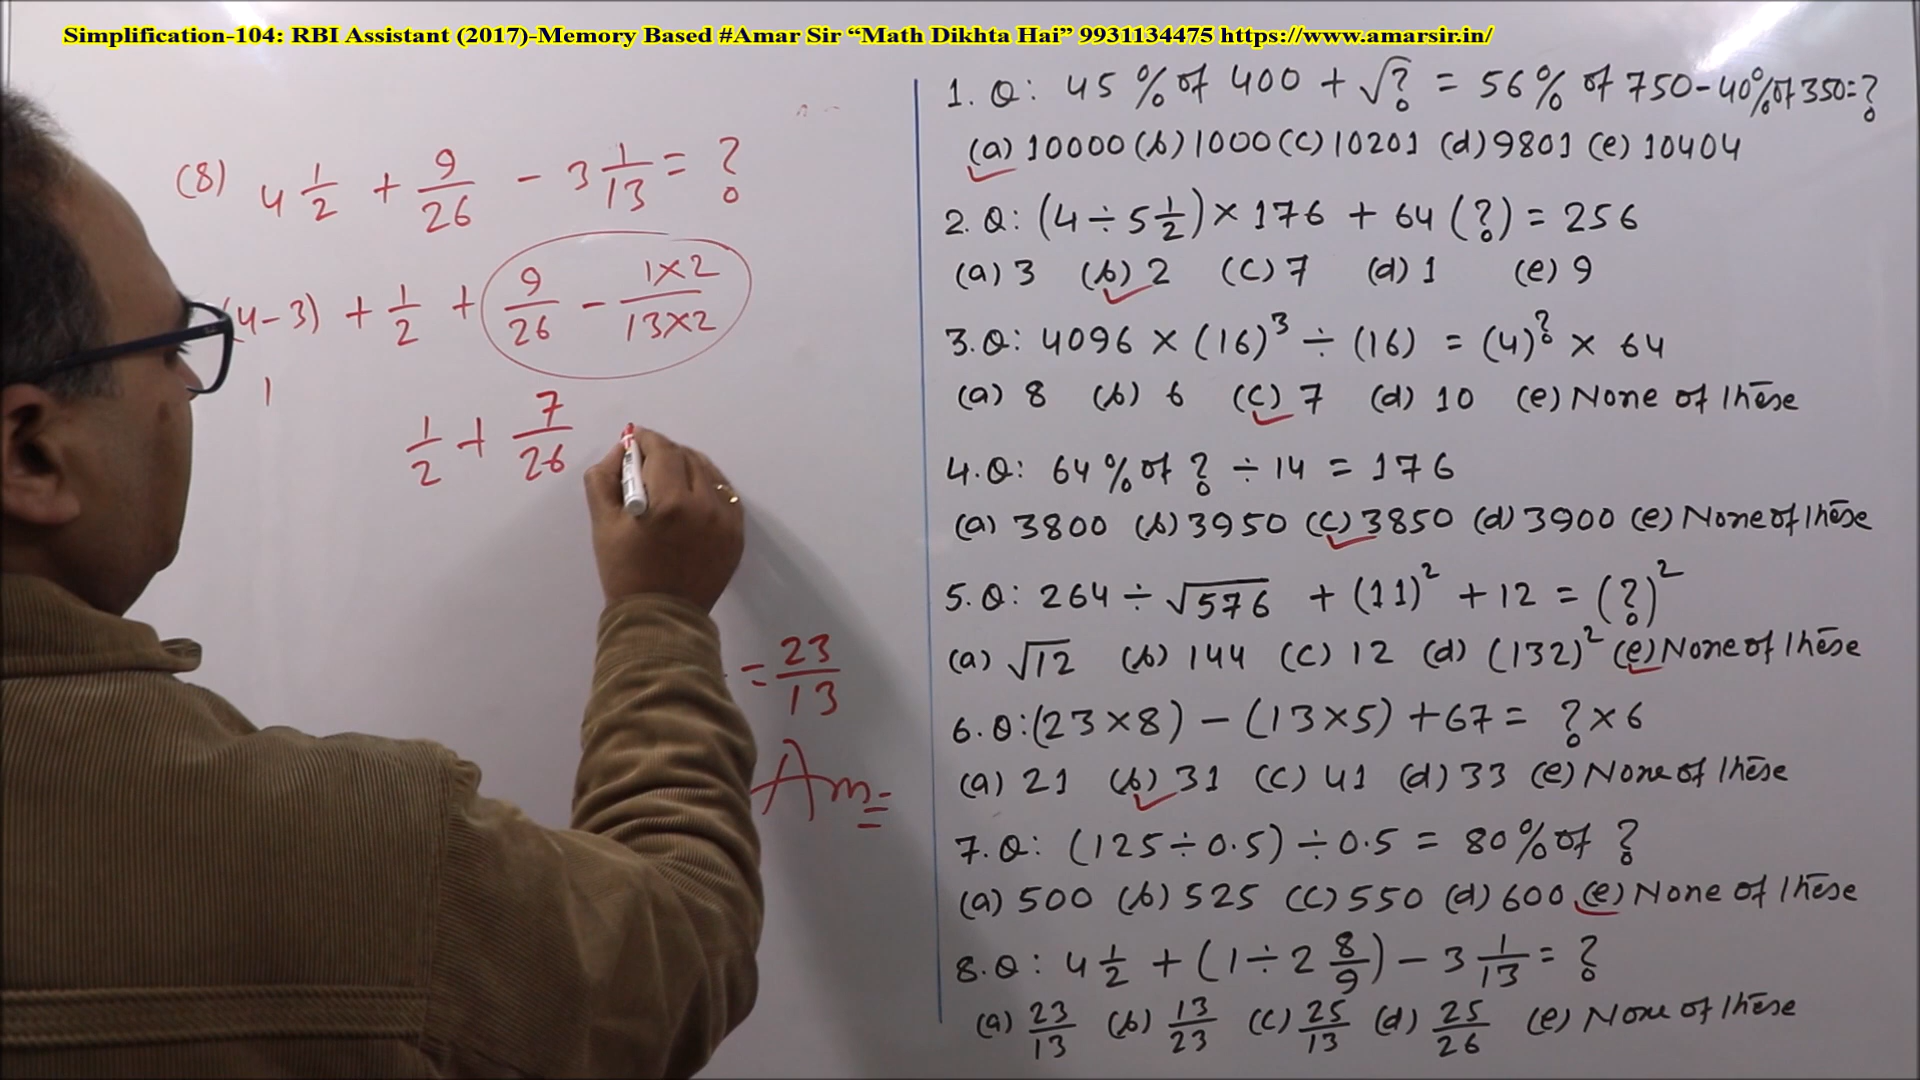 Simplification-104: RBI Assistant (2017)-Memory Based #Amar Sir “Math Dikhta Hai” 9931134475 https://www.amarsir.in/
(8) 4 1/2 + 9/26 - 3 1/13 = ?
(4-3) + 1/2 + 9/26 - 1×2/13×2
1
1/2 + 7/26
= 23/13
Ans
1. Q: 45 % of 400 + √? = 56% of 750 - 40% of 350 = ?
(a) 10000 (b) 1000 (c) 10201 (d) 9801 (e) 10404
2. Q: (4 ÷ 5 1/2) × 176 + 64 (?) = 256
(a) 3 (b) 2 (c) 7 (d) 1 (e) 9
3. Q: 4096 × (16)³ ÷ (16) = (4)^? × 64
(a) 8 (b) 6 (c) 7 (d) 10 (e) None of these
4. Q: 64 % of ? ÷ 14 = 176
(a) 3800 (b) 3950 (c) 3850 (d) 3900 (e) None of these
5. Q: 264 ÷ √576 + (11)² + 12 = (?)²
(a) √12 (b) 144 (c) 12 (d) (132)² (e) None of these
6. Q: (23×8) - (13×5) + 67 = ? × 6
(a) 21 (b) 31 (c) 41 (d) 33 (e) None of these
7. Q: (125 ÷ 0.5) ÷ 0.5 = 80% of ?
(a) 500 (b) 525 (c) 550 (d) 600 (e) None of these
8. Q: 4 1/2 + (1 ÷ 2 8/9) - 3 1/13 = ?
(a) 23/13 (b) 13/23 (c) 25/13 (d) 25/26 (e) None of these